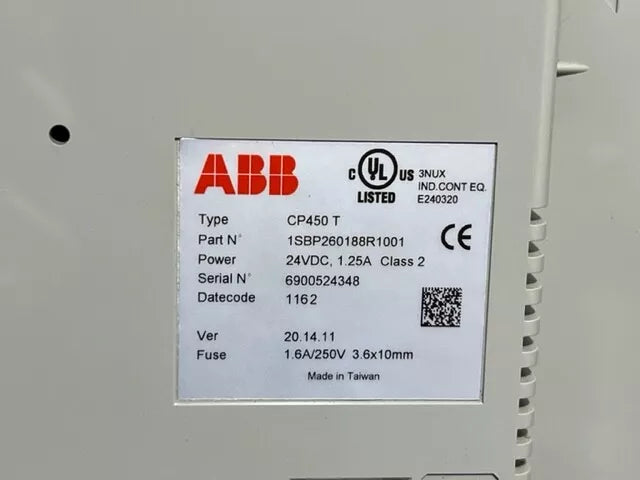 ABB
C UL US
LISTED
3NUX
IND.CONT EQ.
E240320
Type CP450 T
Part N° 1SBP260188R1001
CE
Power 24VDC, 1.25A Class 2
Serial N° 6900524348
Datecode 1162
Ver 20.14.11
Fuse 1.6A/250V 3.6x10mm
Made in Taiwan